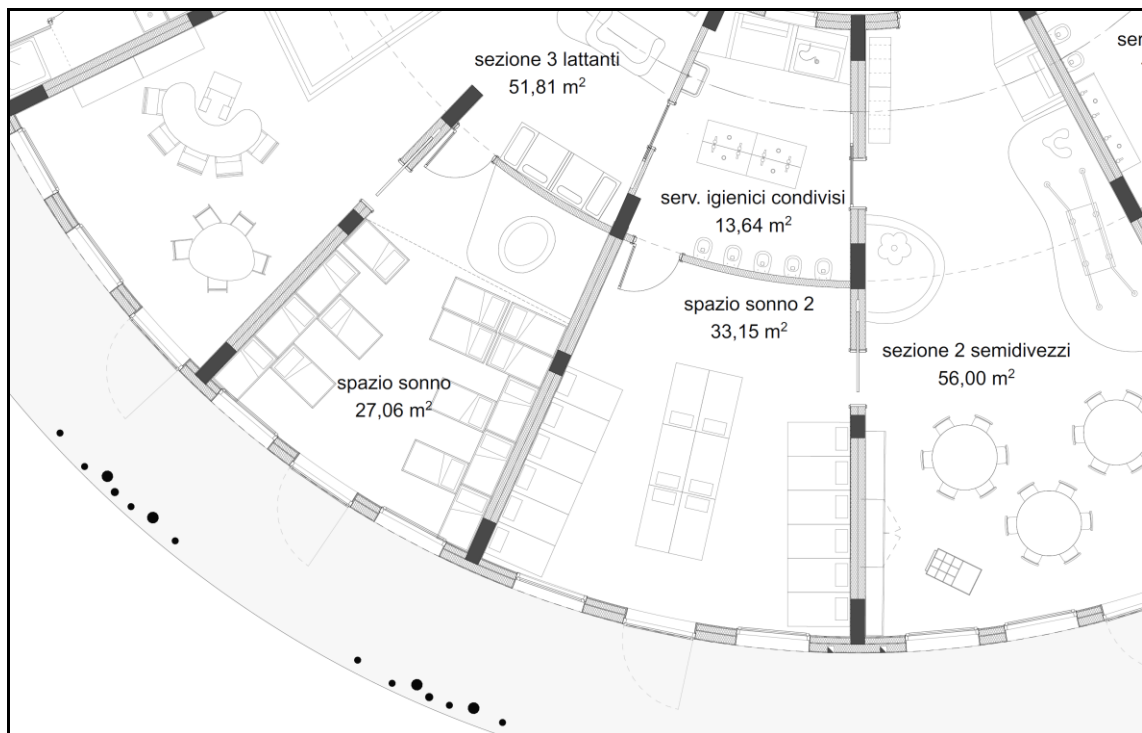 sezione 3 lattanti
51,81 m²
ser
serv. igienici condivisi
13,64 m²
spazio sonno 2
33,15 m²
sezione 2 semidivezzi
56,00 m²
spazio sonno
27,06 m²